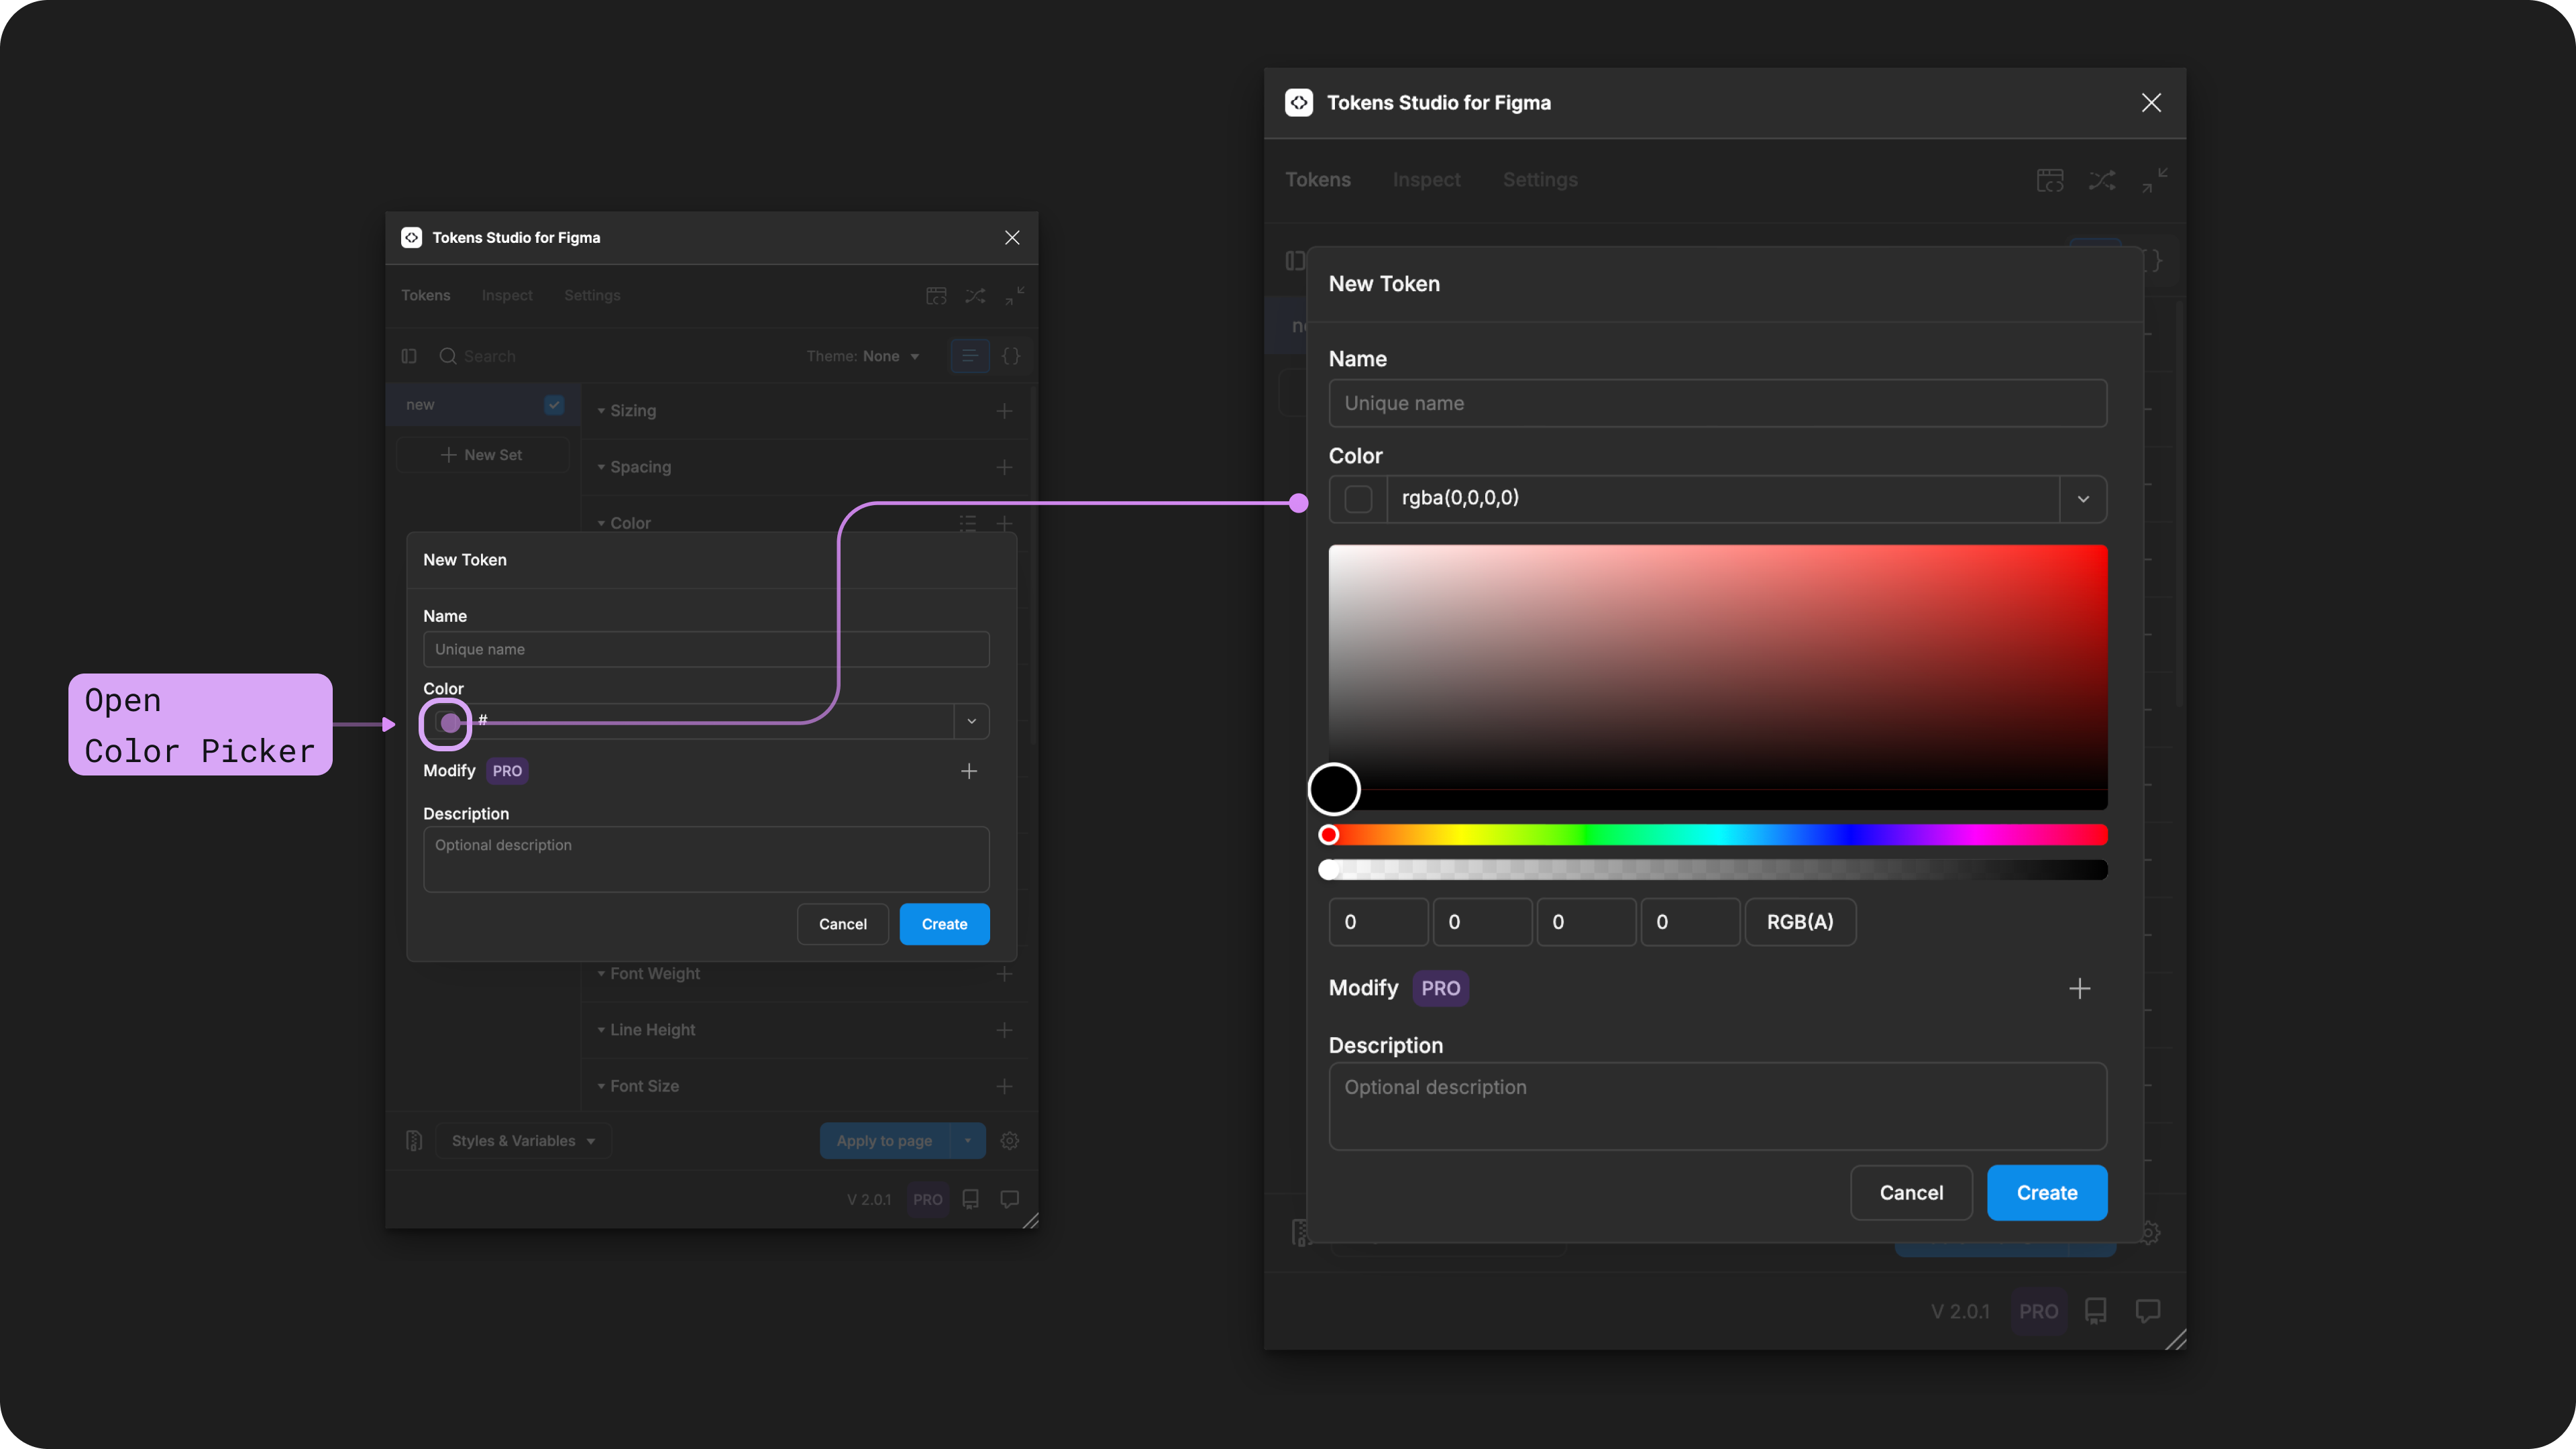 Open
Color Picker
Tokens Studio for Figma
Tokens Inspect Settings
Search Theme: None {}
new
Sizing
New Set
Spacing
Color
New Token
Name
Unique name
Color
#
Modify PRO
Description
Optional description
Cancel Create
Font Weight
Line Height
Font Size
Styles & Variables Apply to page
V 2.0.1 PRO
Tokens Studio for Figma
Tokens Inspect Settings
New Token
Name
Unique name
Color
rgba(0,0,0,0)
0 0 0 0 RGB(A)
Modify PRO
Description
Optional description
Cancel Create
V 2.0.1 PRO